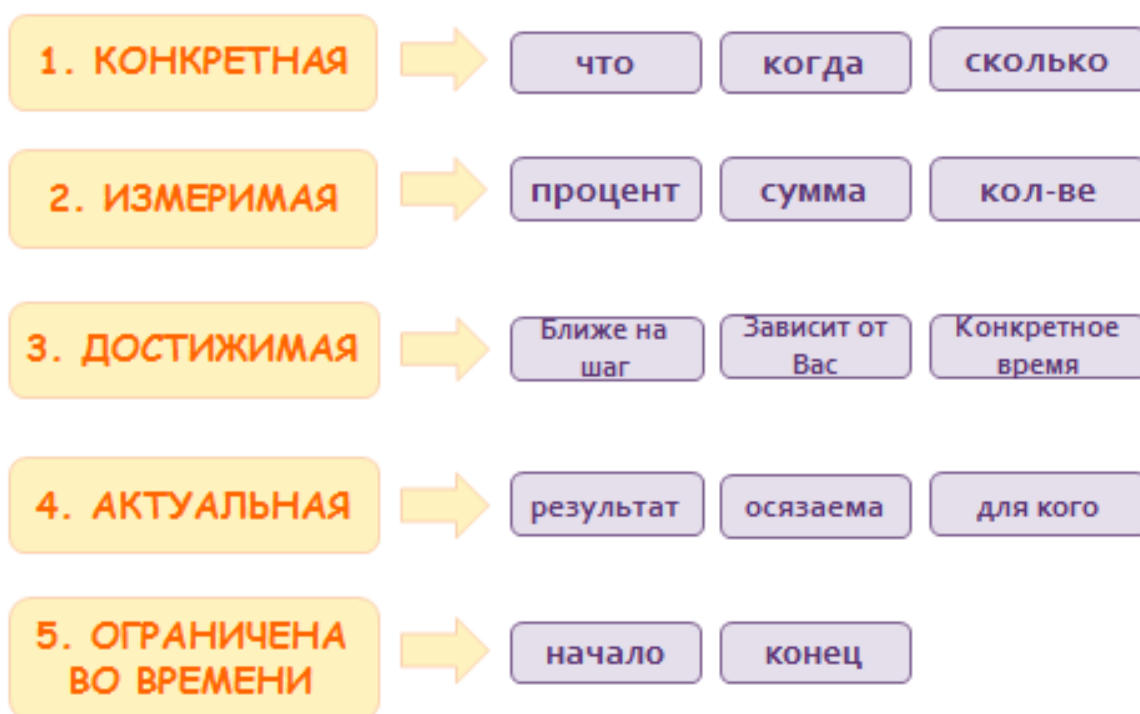 1. КОНКРЕТНАЯ
что
когда
сколько
2. ИЗМЕРИМАЯ
процент
сумма
кол-ве
3. ДОСТИЖИМАЯ
Ближе на
шаг
Зависит от
Вас
Конкретное
время
4. АКТУАЛЬНАЯ
результат
осязаема
для кого
5. ОГРАНИЧЕНА
ВО ВРЕМЕНИ
начало
конец